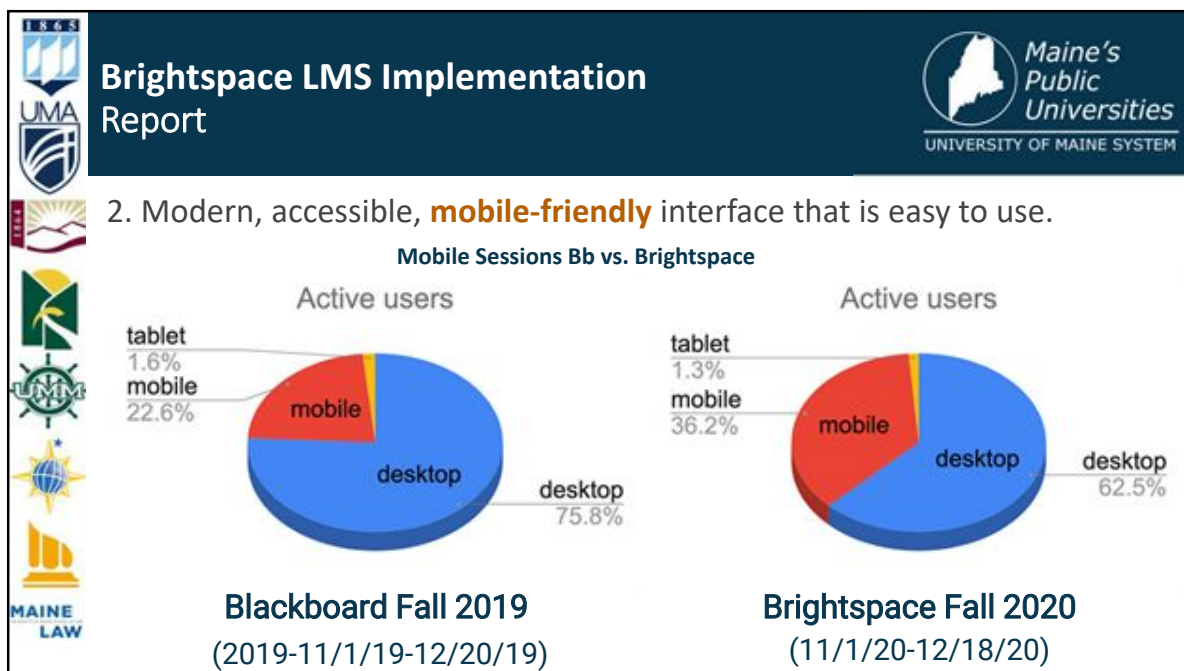 1865
UMA
1864
UMM
MAINE
LAW
Brightspace LMS Implementation
Report
Maine's
Public
Universities
UNIVERSITY OF MAINE SYSTEM
2. Modern, accessible, mobile-friendly interface that is easy to use.
Mobile Sessions Bb vs. Brightspace
Active users
tablet
1.6%
mobile
22.6%
mobile
desktop
desktop
75.8%
Blackboard Fall 2019
(2019-11/1/19-12/20/19)
Active users
tablet
1.3%
mobile
36.2%
mobile
desktop
desktop
62.5%
Brightspace Fall 2020
(11/1/20-12/18/20)